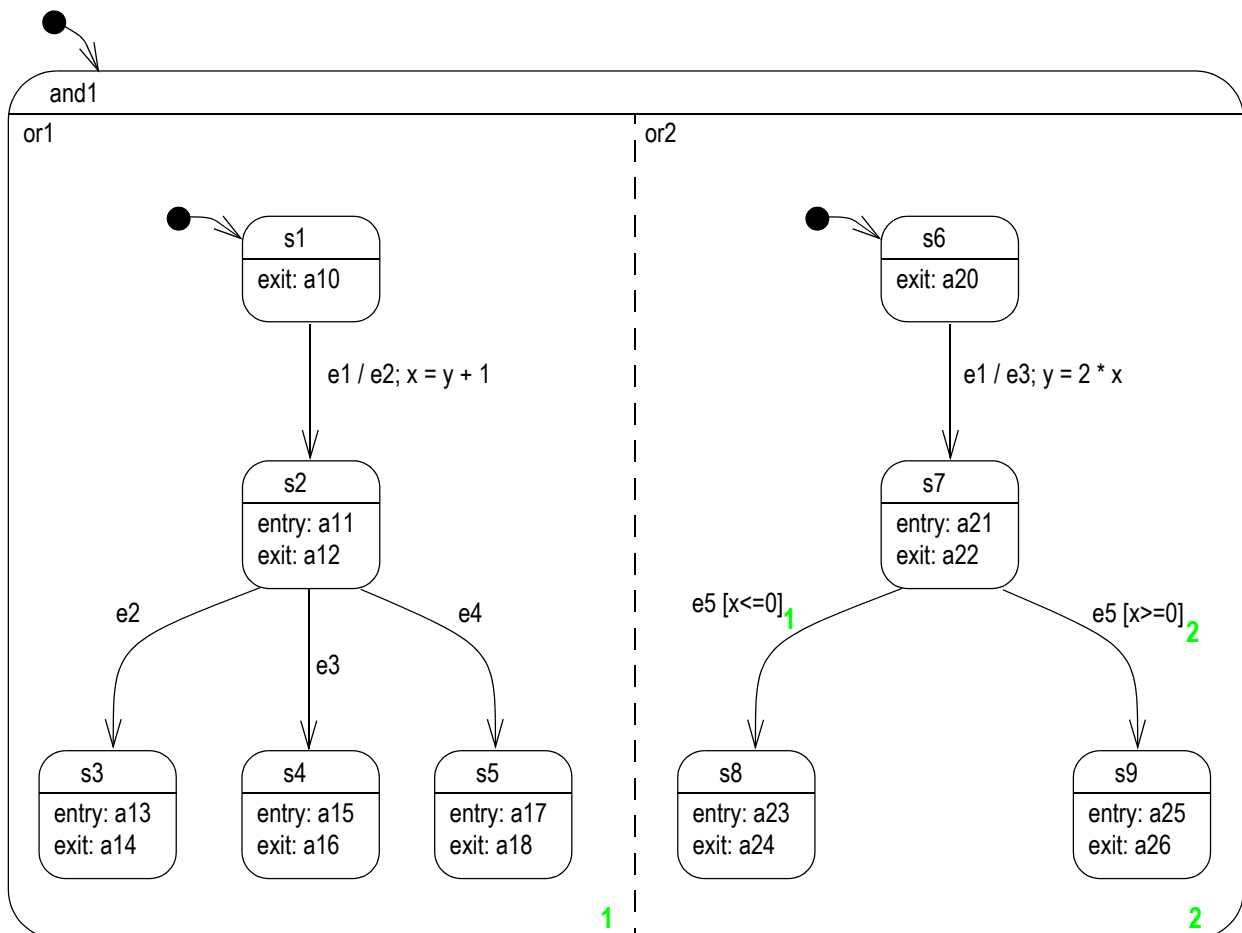 and1
or1
or2
s1
exit: a10
s6
exit: a20
e1 / e2; x = y + 1
e1 / e3; y = 2 * x
s2
entry: a11
exit: a12
s7
entry: a21
exit: a22
e2
e3
e4
e5 [x<=0]
1
e5 [x>=0]
2
s3
entry: a13
exit: a14
s4
entry: a15
exit: a16
s5
entry: a17
exit: a18
s8
entry: a23
exit: a24
s9
entry: a25
exit: a26
1
2